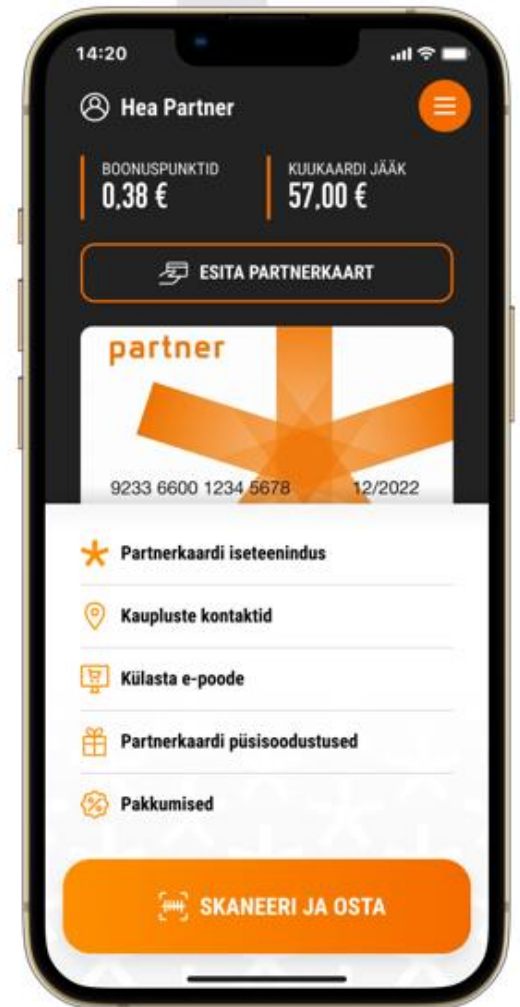 14:20
Hea Partner
BOONUSPUNKTID
0,38 €
KUUKAARDI JÄÄK
57,00 €
ESITA PARTNERKAART
partner
9233 6600 1234 5678 12/2022
Partnerkaardi iseteenindus
Kaupluste kontaktid
Külasta e-poode
Partnerkaardi püsisoodustused
Pakkumised
SKANEERI JA OSTA